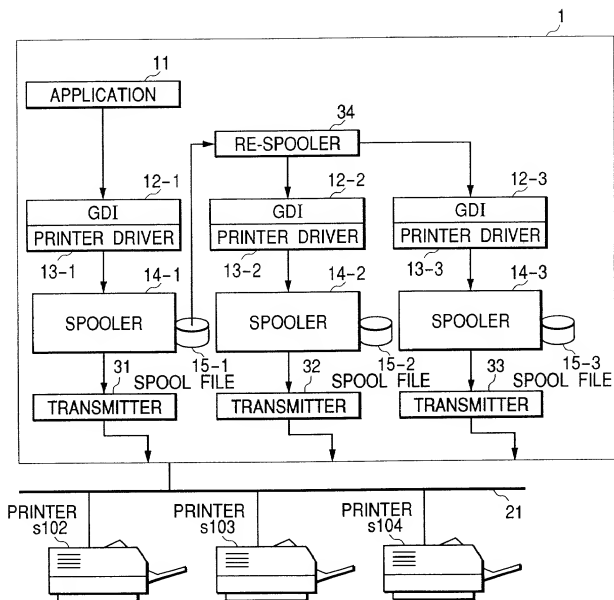 1
11
APPLICATION
34
RE-SPOOLER
12-1
12-2
12-3
GDI
GDI
GDI
PRINTER DRIVER
PRINTER DRIVER
PRINTER DRIVER
13-1
14-1
13-2
14-2
13-3
14-3
SPOOLER
SPOOLER
SPOOLER
15-1
15-2
15-3
31
SPOOL FILE
32
SPOOL FILE
33
SPOOL FILE
TRANSMITTER
TRANSMITTER
TRANSMITTER
21
PRINTER
s102
PRINTER
s103
PRINTER
s104